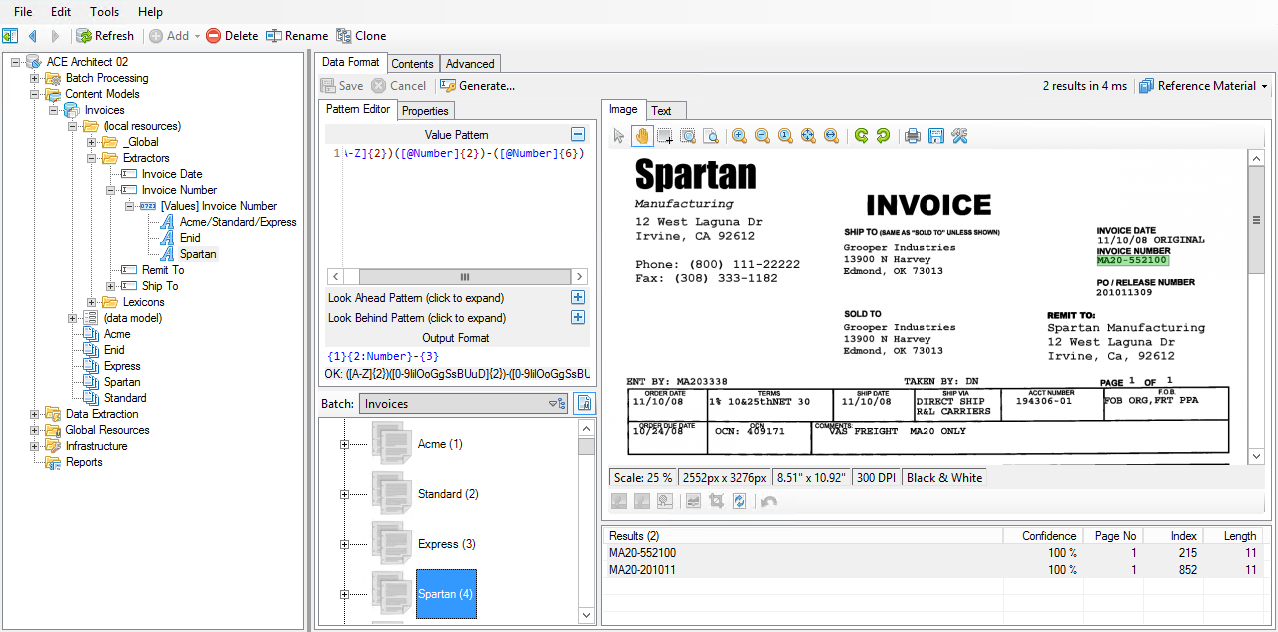 File Edit Tools Help
Refresh Add Delete Rename Clone
ACE Architect 02
Batch Processing
Content Models
Invoices
(local resources)
_Global
Extractors
Invoice Date
Invoice Number
[Values] Invoice Number
Acme/Standard/Express
Enid
Spartan
Remit To
Ship To
Lexicons
(data model)
Acme
Enid
Express
Spartan
Standard
Data Extraction
Global Resources
Infrastructure
Reports
Data Format Contents Advanced
Save Cancel Generate... 2 results in 4 ms Reference Material
Pattern Editor Properties
Value Pattern
1 A-Z]{2})([@Number]{2})-([@Number]{6})
Look Ahead Pattern (click to expand)
Look Behind Pattern (click to expand)
Output Format
{1}{2:Number}-{3}
Batch: Invoices
Acme (1)
Standard (2)
Express (3)
Spartan (4)
Image Text
Spartan
Manufacturing
12 West Laguna Dr
Irvine, CA 92612
Phone: (800) 111-22222
Fax: (308) 333-1182
INVOICE
SHIP TO (SAME AS "SOLD TO" UNLESS SHOWN)
Grooper Industries
13900 N Harvey
Edmond, OK 73013
INVOICE DATE
11/10/08 ORIGINAL
INVOICE NUMBER
MA20-552100
PO / RELEASE NUMBER
201011309
SOLD TO
Grooper Industries
13900 N Harvey
Edmond, OK 73013
REMIT TO:
Spartan Manufacturing
12 West Laguna Dr
Irvine, Ca, 92612
ENT BY: MA203338 TAKEN BY: DN PAGE 1 OF 1
ORDER DATE TERMS SHIP DATE SHIP VIA ACCT NUMBER F.O.B.
11/10/08 1% 10&25thNET 30 11/10/08 DIRECT SHIP 194306-01 FOB ORG,FRT PPA
R&L CARRIERS
ORDER DUE DATE OCN COMMENTS:
10/24/08 OCN: 409171 VAS FREIGHT MA20 ONLY
Scale: 25 % 2552px x 3276px 8.51" x 10.92" 300 DPI Black & White
Results (2) Confidence Page No Index Length
MA20-552100 100 % 1 215 11
MA20-201011 100 % 1 852 11